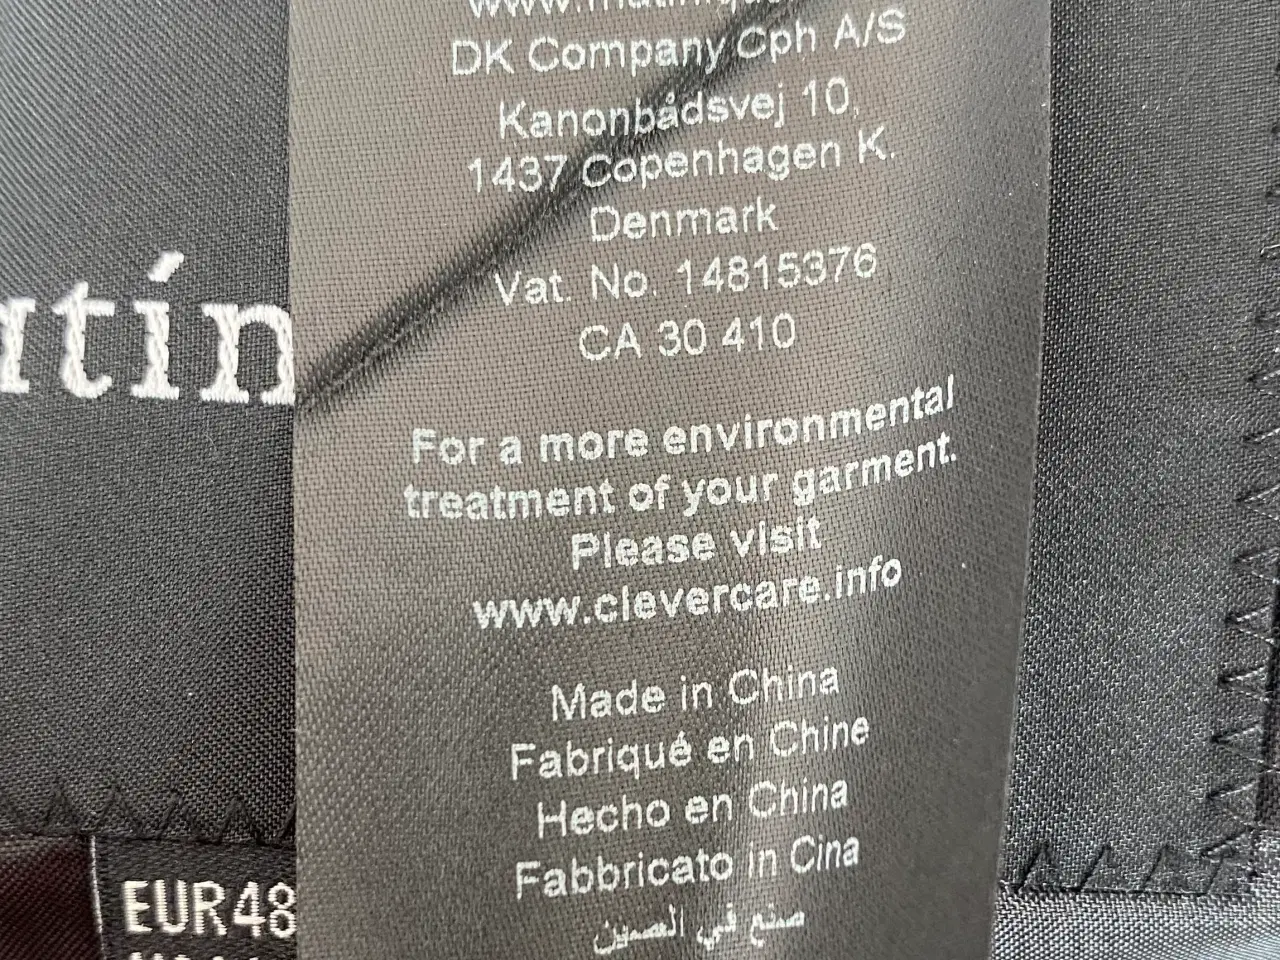 DK Company Cph A/S
Kanonbådsvej 10,
1437 Copenhagen K.
Denmark
Vat. No. 14815376
CA 30 410
For a more environmental
treatment of your garment.
Please visit
www.clevercare.info
Made in China
Fabriqué en Chine
Hecho en China
Fabbricato in Cina
صنع في الصين
atín
EUR48